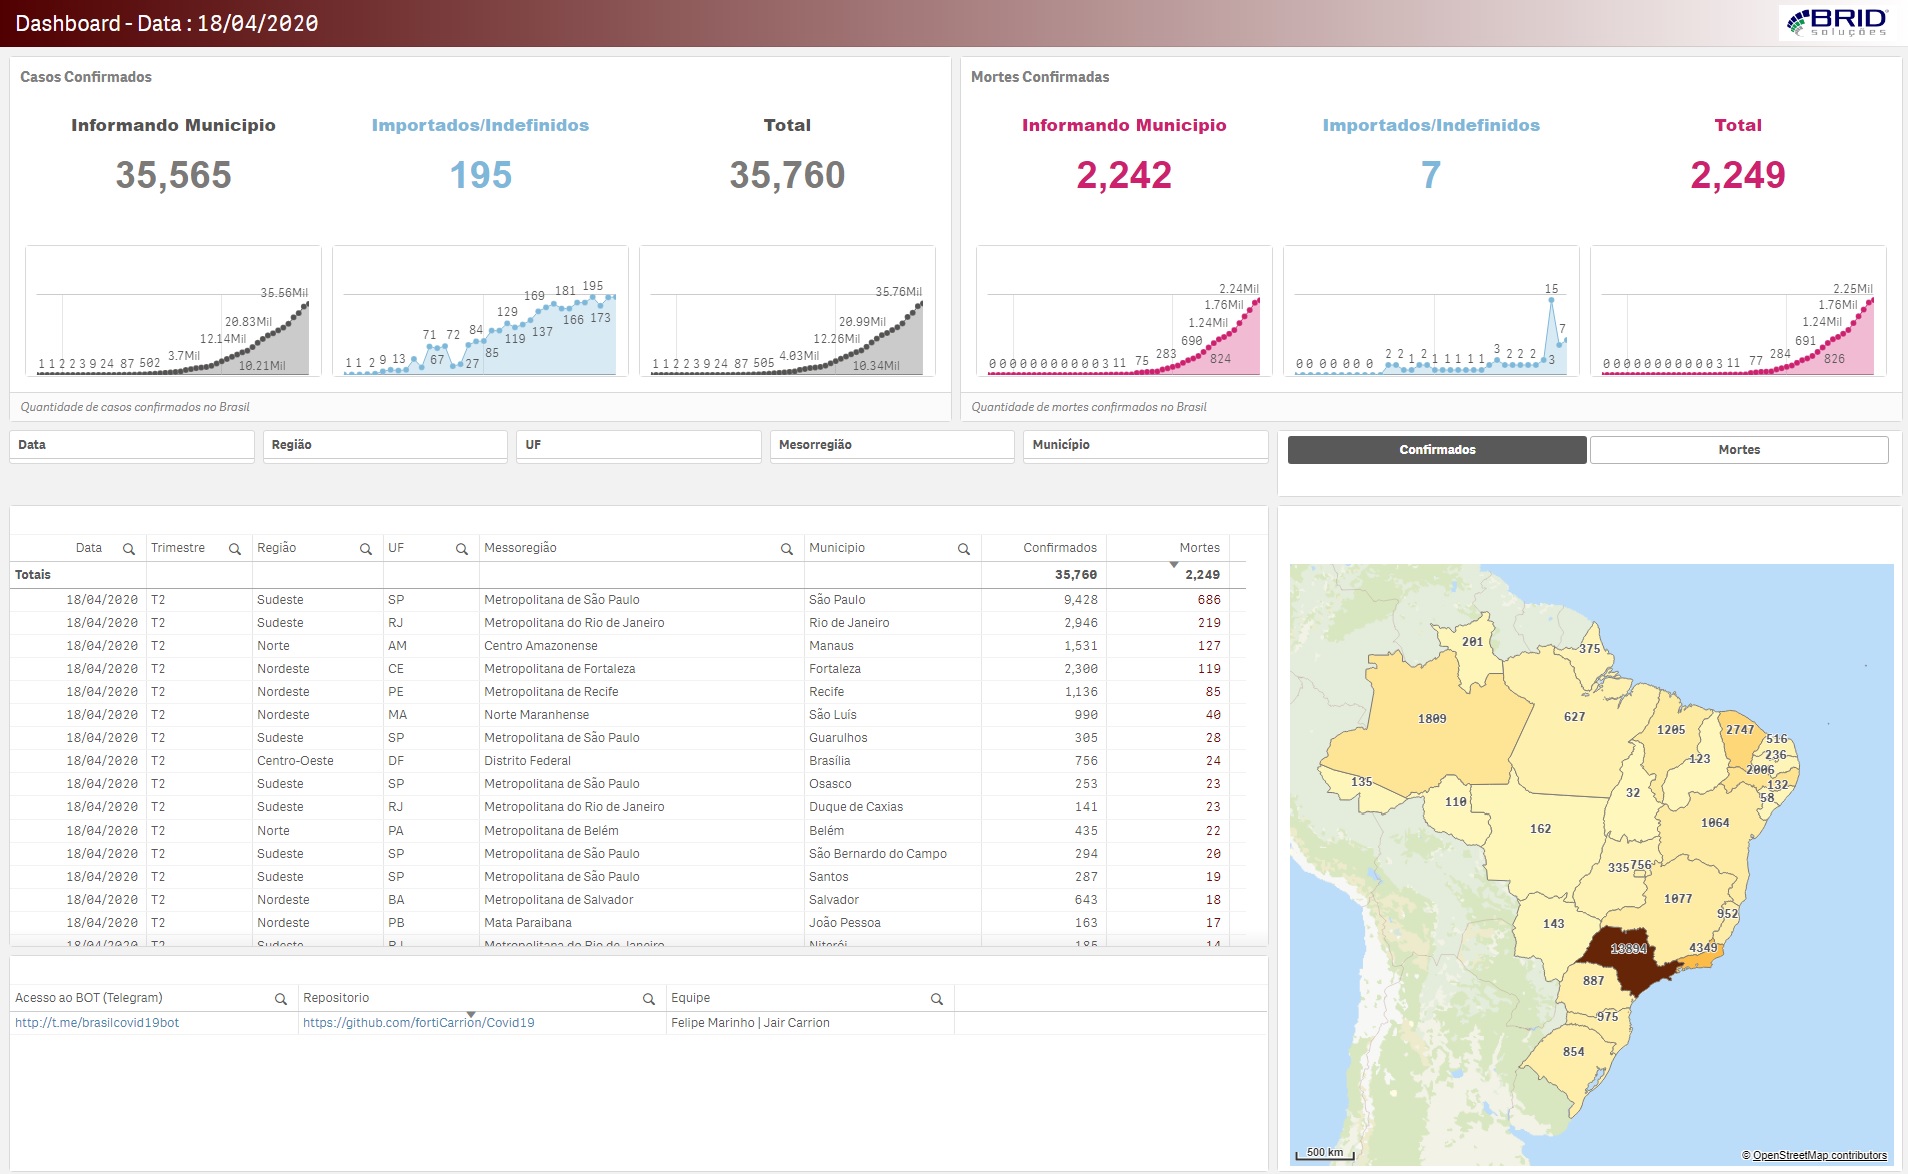 Dashboard - Data : 18/04/2020
BRID
soluções
Casos Confirmados
Informando Municipio
Importados/Indefinidos
Total
35,565
195
35,760
35.56Mil
20.83Mil
12.14Mil
3.7Mil
10.21Mil
1 1 2 2 3 9 24 87 502
1 1 2 9 13
71
67
72
27
84
85
129
119
169
137
181
166
195
173
35.76Mil
20.99Mil
12.26Mil
4.03Mil
10.34Mil
1 1 2 2 3 9 24 87 505
Quantidade de casos confirmados no Brasil
Mortes Confirmadas
Informando Municipio
Importados/Indefinidos
Total
2,242
7
2,249
2.24Mil
1.76Mil
1.24Mil
690
824
283
75
0 0 0 0 0 0 0 0 0 0 3 11
15
7
3
0 0 0 0 0 0 0 2 2 1 2 1 1 1 1 1 3 2 2 2
2.25Mil
1.76Mil
1.24Mil
691
826
284
77
0 0 0 0 0 0 0 0 0 0 3 11
Quantidade de mortes confirmados no Brasil
Data
Região
UF
Mesorregião
Município
Confirmados
Mortes
Data Trimestre Região UF Messoregião Municipio Confirmados Mortes
Totais 35,760 2,249
18/04/2020 T2 Sudeste SP Metropolitana de São Paulo São Paulo 9,428 686
18/04/2020 T2 Sudeste RJ Metropolitana do Rio de Janeiro Rio de Janeiro 2,946 219
18/04/2020 T2 Norte AM Centro Amazonense Manaus 1,531 127
18/04/2020 T2 Nordeste CE Metropolitana de Fortaleza Fortaleza 2,300 119
18/04/2020 T2 Nordeste PE Metropolitana de Recife Recife 1,136 85
18/04/2020 T2 Nordeste MA Norte Maranhense São Luís 990 40
18/04/2020 T2 Sudeste SP Metropolitana de São Paulo Guarulhos 305 28
18/04/2020 T2 Centro-Oeste DF Distrito Federal Brasília 756 24
18/04/2020 T2 Sudeste SP Metropolitana de São Paulo Osasco 253 23
18/04/2020 T2 Sudeste RJ Metropolitana do Rio de Janeiro Duque de Caxias 141 23
18/04/2020 T2 Norte PA Metropolitana de Belém Belém 435 22
18/04/2020 T2 Sudeste SP Metropolitana de São Paulo São Bernardo do Campo 294 20
18/04/2020 T2 Sudeste SP Metropolitana de São Paulo Santos 287 19
18/04/2020 T2 Nordeste BA Metropolitana de Salvador Salvador 643 18
18/04/2020 T2 Nordeste PB Mata Paraibana João Pessoa 163 17
18/04/2020 T2 Sudeste RJ Metropolitana do Rio de Janeiro Niterói 185 14
201
375
1809
627
1205
2747
516
123
236
2006
132
58
135
110
32
162
1064
335
756
1077
143
952
13894
4349
887
975
854
500 km
© OpenStreetMap contributors
Acesso ao BOT (Telegram) Repositorio Equipe
http://t.me/brasilcovid19bot https://github.com/fortiCarrion/Covid19 Felipe Marinho | Jair Carrion